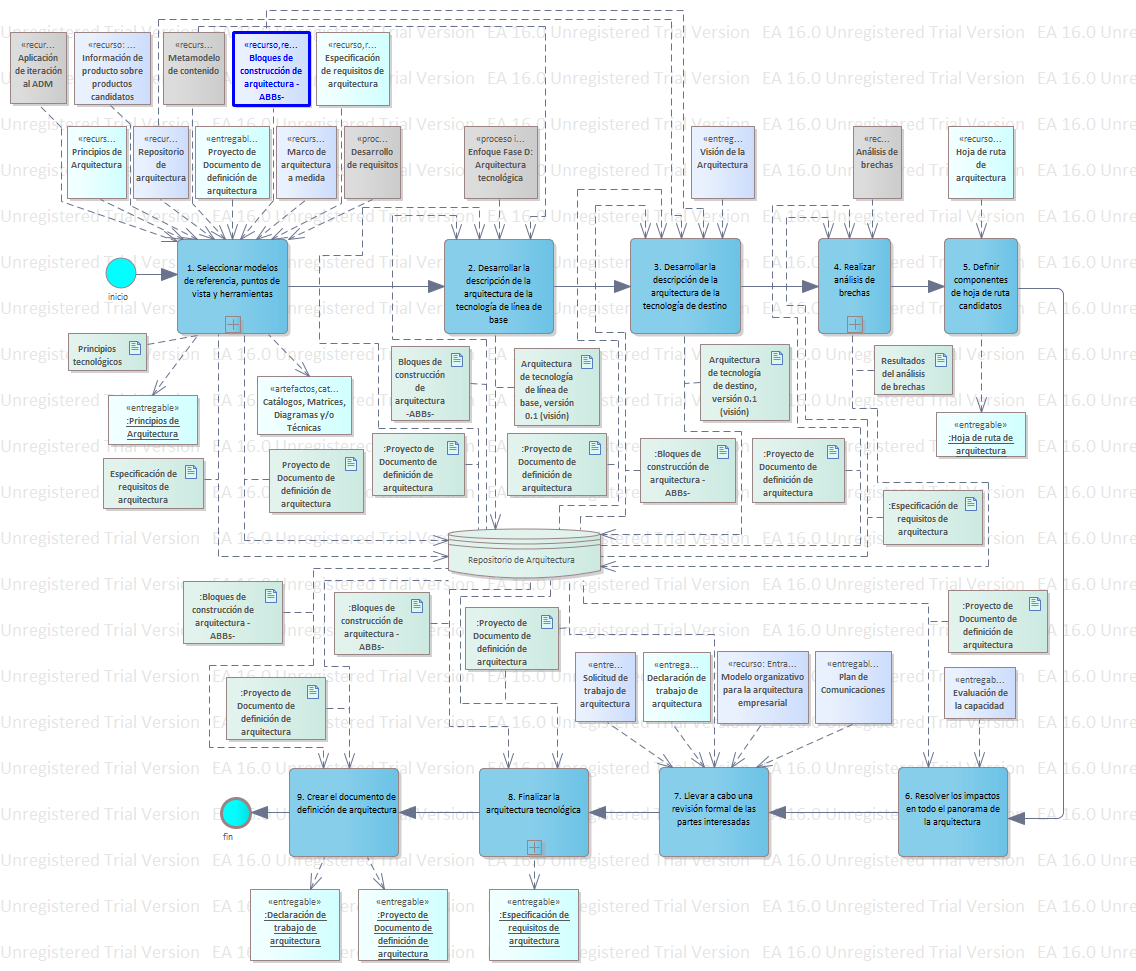 «recur...
Aplicación
de iteración
al ADM
«recurso: ...
Información de
producto sobre
productos
candidatos
«recurs...
Metamodelo
de contenido
«recurso,re...
Bloques de
construcción de
arquitectura -
ABBs-
«recurso,r...
Especificación
de requisitos de
arquitectura
«recurs...
Principios de
Arquitectura
«recur...
Repositorio
de
arquitectura
«entregabl...
Proyecto de
Documento de
definición de
arquitectura
«recurs...
Marco de
arquitectura
a medida
«proc...
Desarrollo
de requisitos
«proceso i...
Enfoque Fase D:
Arquitectura
tecnológica
«entreg...
Visión de la
Arquitectura
«rec...
Análisis de
brechas
«recurso...
Hoja de ruta
de
arquitectura
inicio
1. Seleccionar modelos
de referencia, puntos de
vista y herramientas
2. Desarrollar la
descripción de la
arquitectura de la
tecnología de línea de
base
3. Desarrollar la
descripción de la
arquitectura de la
tecnología de destino
4. Realizar
análisis de
brechas
5. Definir
componentes
de hoja de ruta
candidatos
Principios
tecnológicos
«entregable»
:Principios de
Arquitectura
«artefactos,cat...
Catálogos, Matrices,
Diagramas y/o
Técnicas
Bloques de
construcción
de
arquitectura
-ABBs-
Arquitectura
de tecnología
de línea de
base, versión
0.1 (visión)
Arquitectura
de tecnología
de destino,
versión 0.1
(visión)
Resultados
del análisis
de brechas
«entregable»
:Hoja de ruta de
arquitectura
Especificación de
requisitos de
arquitectura
Proyecto de
Documento de
definición de
arquitectura
:Proyecto de
Documento de
definición de
arquitectura
:Proyecto de
Documento de
definición de
arquitectura
:Bloques de
construcción de
arquitectura -
ABBs-
:Proyecto de
Documento de
definición de
arquitectura
:Especificación de
requisitos de
arquitectura
Repositorio de Arquitectura
:Bloques de
construcción de
arquitectura -
ABBs-
:Bloques de
construcción de
arquitectura -
ABBs-
:Proyecto de
Documento de
definición de
arquitectura
:Proyecto de
Documento de
definición de
arquitectura
:Proyecto de
Documento de
definición de
arquitectura
«entre...
Solicitud de
trabajo de
arquitectura
«entrega...
Declaración de
trabajo de
arquitectura
«recurso: Entra...
Modelo organizativo
para la arquitectura
empresarial
«entregabl...
Plan de
Comunicaciones
«entregab...
Evaluación de
la capacidad
fin
9. Crear el documento de
definición de arquitectura
8. Finalizar la
arquitectura tecnológica
7. Llevar a cabo una
revisión formal de las
partes interesadas
6. Resolver los impactos
en todo el panorama de
la arquitectura
«entregable»
:Declaración de
trabajo de
arquitectura
«entregable»
:Proyecto de
Documento de
definición de
arquitectura
«entregable»
:Especificación de
requisitos de
arquitectura
EA 16.0 Unregistered Trial Version